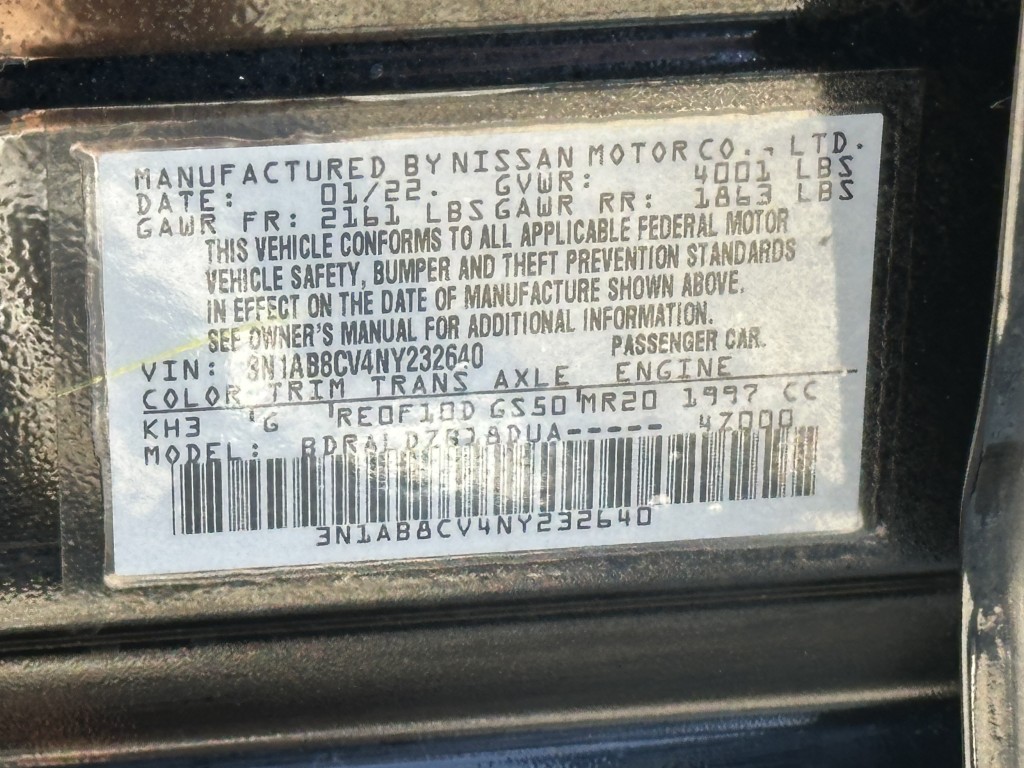 MANUFACTURED BY NISSAN MOTOR CO., LTD.
DATE: 01/22. GVWR: 4001 LBS
GAWR FR: 2161 LBS GAWR RR: 1863 LBS
THIS VEHICLE CONFORMS TO ALL APPLICABLE FEDERAL MOTOR
VEHICLE SAFETY, BUMPER AND THEFT PREVENTION STANDARDS
IN EFFECT ON THE DATE OF MANUFACTURE SHOWN ABOVE.
SEE OWNER'S MANUAL FOR ADDITIONAL INFORMATION.
VIN: 3N1AB8CV4NY232640 PASSENGER CAR.
COLOR TRIM TRANS AXLE ENGINE
KH3 G RE0F10D GS50 MR20 1997 CC
MODEL: 47000
3N1AB8CV4NY232640